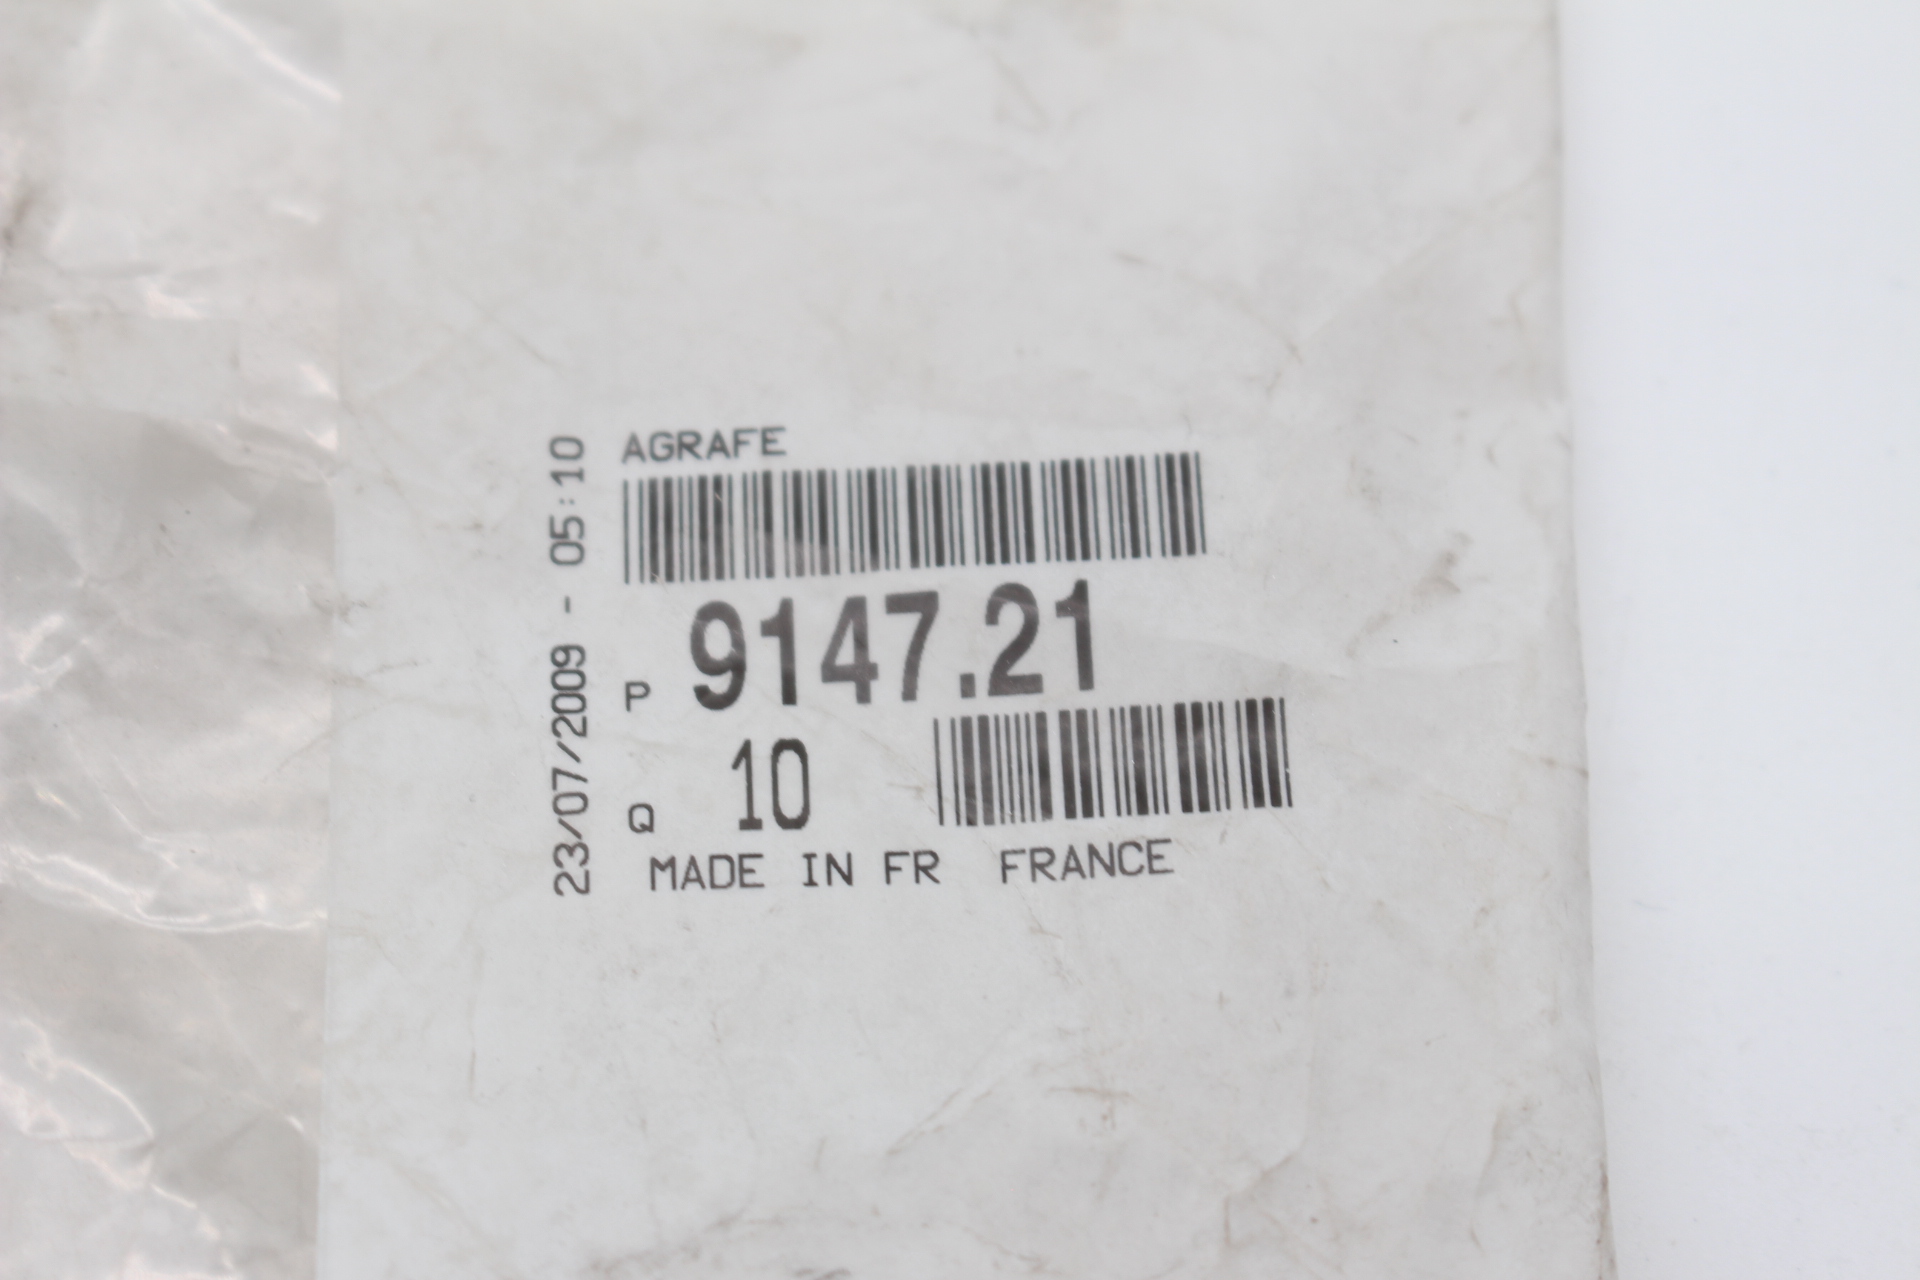 AGRAFE
P 9147.21
Q 10
MADE IN FR FRANCE
23/07/2009 - 05:10